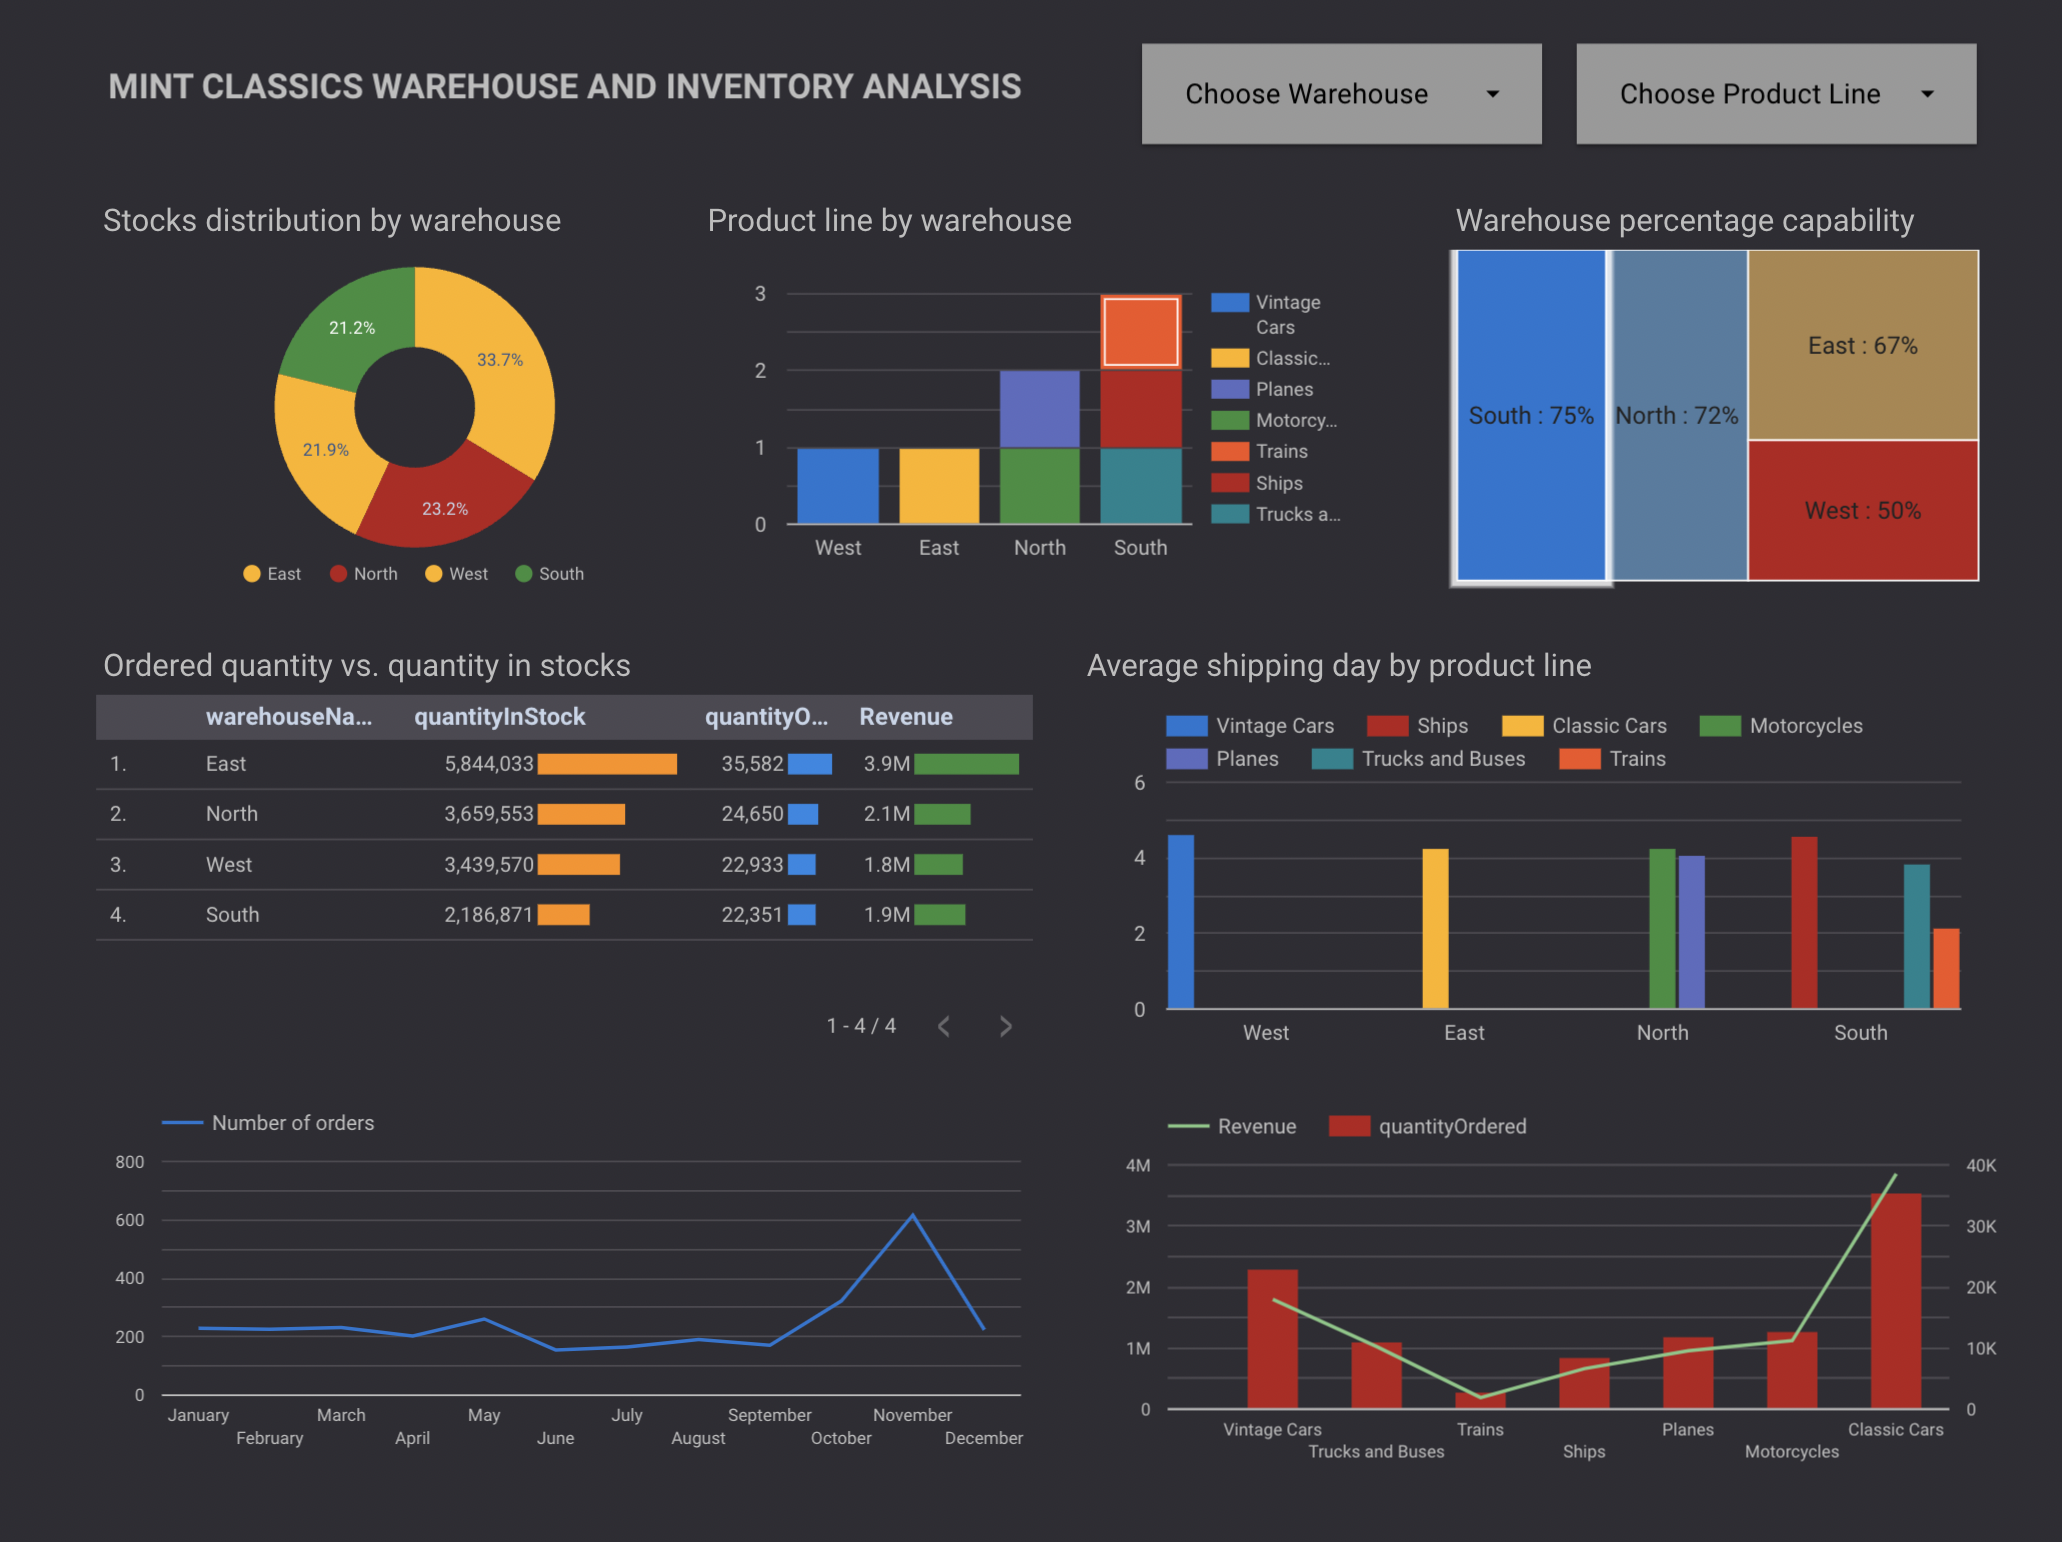 MINT CLASSICS WAREHOUSE AND INVENTORY ANALYSIS
Choose Warehouse
Choose Product Line
Stocks distribution by warehouse
21.2%
33.7%
21.9%
23.2%
East North West South
Product line by warehouse
3
2
1
0
West East North South
Vintage
Cars
Classic...
Planes
Motorcy...
Trains
Ships
Trucks a...
Warehouse percentage capability
South : 75%
North : 72%
East : 67%
West : 50%
Ordered quantity vs. quantity in stocks
warehouseNa... quantityInStock quantityO... Revenue
1. East 5,844,033 35,582 3.9M
2. North 3,659,553 24,650 2.1M
3. West 3,439,570 22,933 1.8M
4. South 2,186,871 22,351 1.9M
1 - 4 / 4
Average shipping day by product line
Vintage Cars Ships Classic Cars Motorcycles
Planes Trucks and Buses Trains
6
4
2
0
West East North South
Number of orders
800
600
400
200
0
January March May July September November
February April June August October December
Revenue quantityOrdered
4M 40K
3M 30K
2M 20K
1M 10K
0 0
Vintage Cars Trains Planes Classic Cars
Trucks and Buses Ships Motorcycles